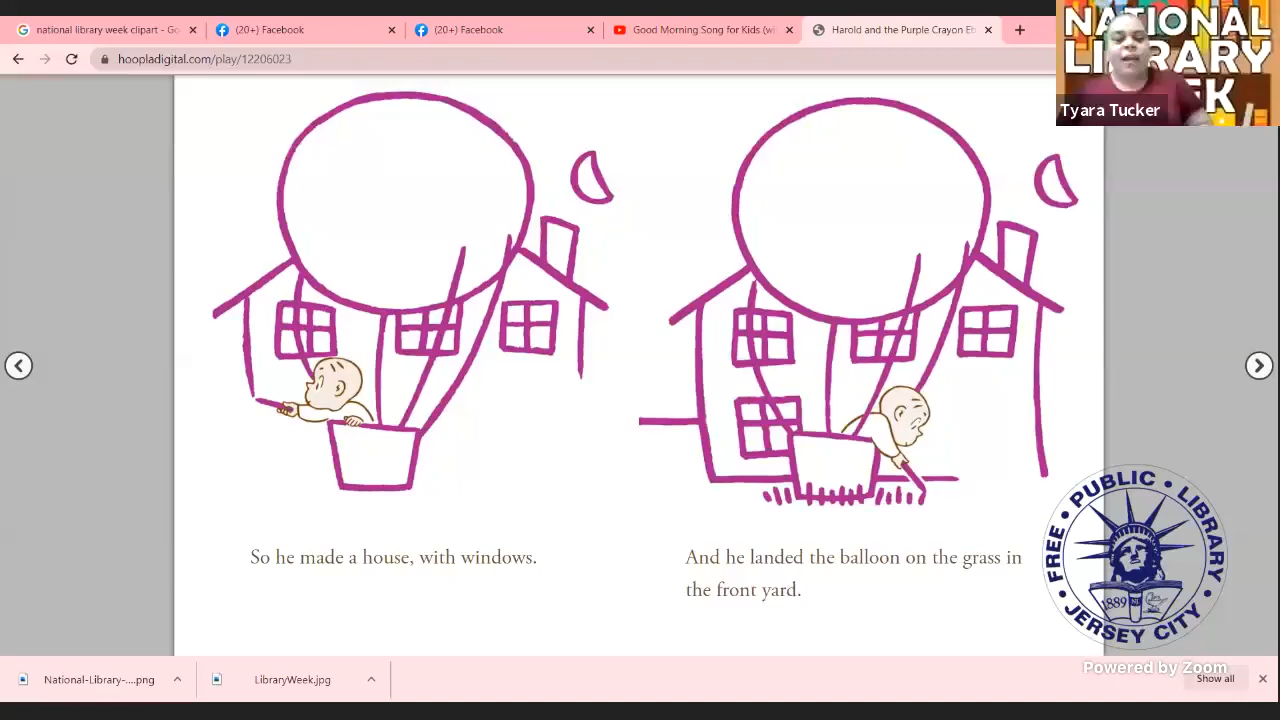 national library week clipart - Go
(20+) Facebook
(20+) Facebook
Good Morning Song for Kids (wi
Harold and the Purple Crayon Eb
hoopladigital.com/play/12206023
NATIONAL
LIBRARY
WEEK
Tyara Tucker
So he made a house, with windows.
And he landed the balloon on the grass in
the front yard.
FREE • PUBLIC • LIBRARY
1889
JERSEY CITY
Powered by Zoom
National-Library-....png
LibraryWeek.jpg
Show all